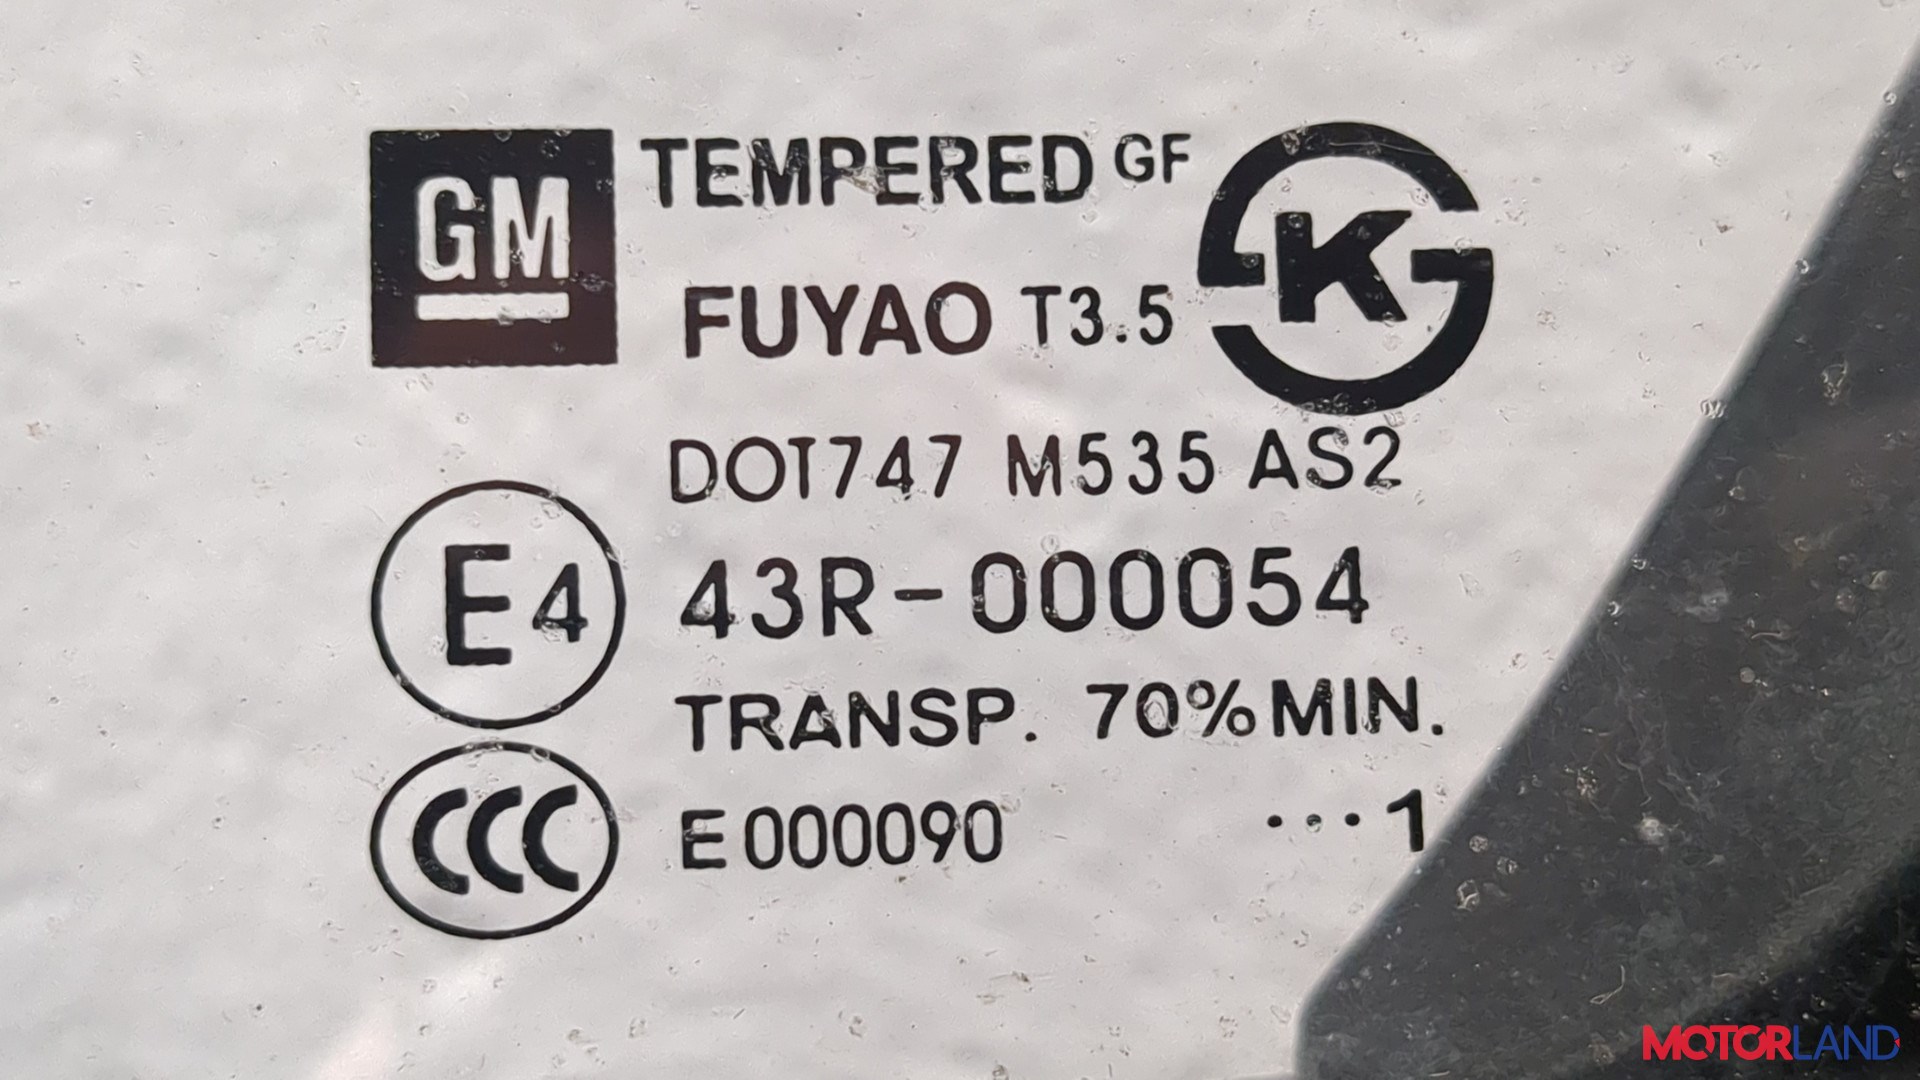 GM
TEMPERED GF
FUYAO T3.5
K
DOT747 M535 AS2
E4
43R-000054
TRANSP. 70% MIN.
CCC
E000090 ···1
MOTORLAND